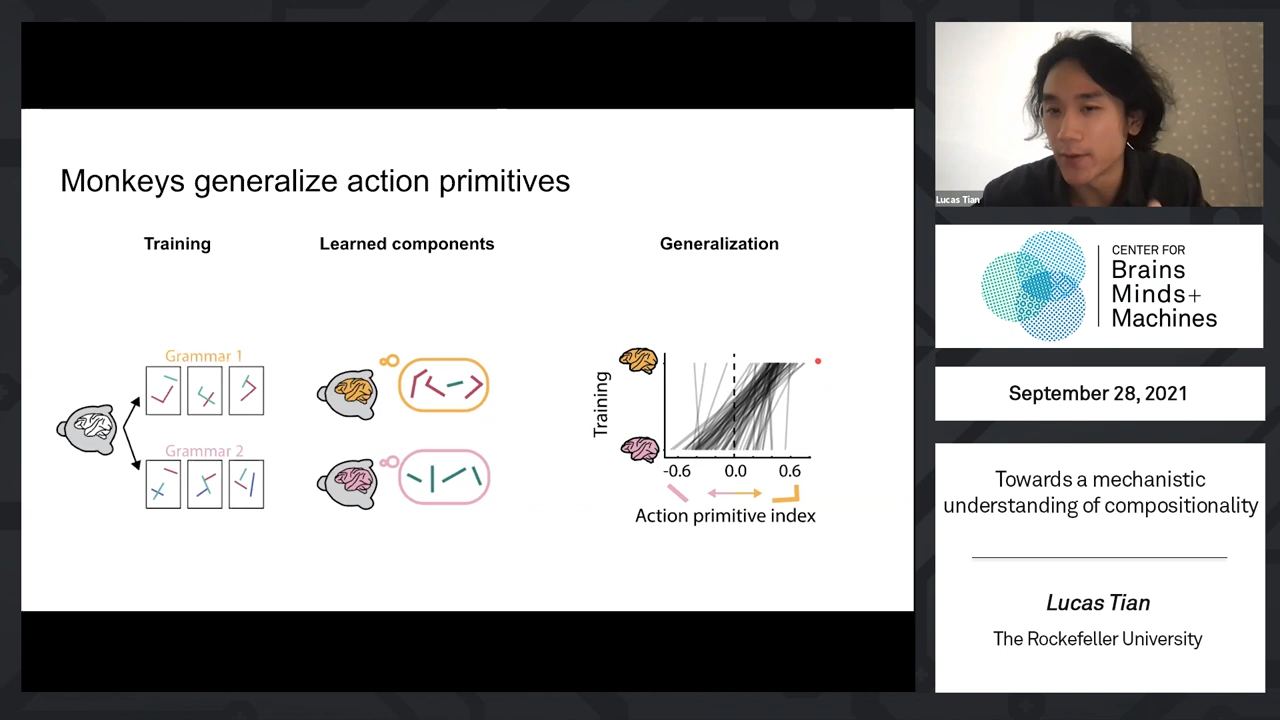 Monkeys generalize action primitives
Training
Learned components
Generalization
Grammar 1
Grammar 2
Training
-0.6
0.0
0.6
Action primitive index
Lucas Tian
CENTER FOR
Brains
Minds+
Machines
September 28, 2021
Towards a mechanistic
understanding of compositionality
Lucas Tian
The Rockefeller University